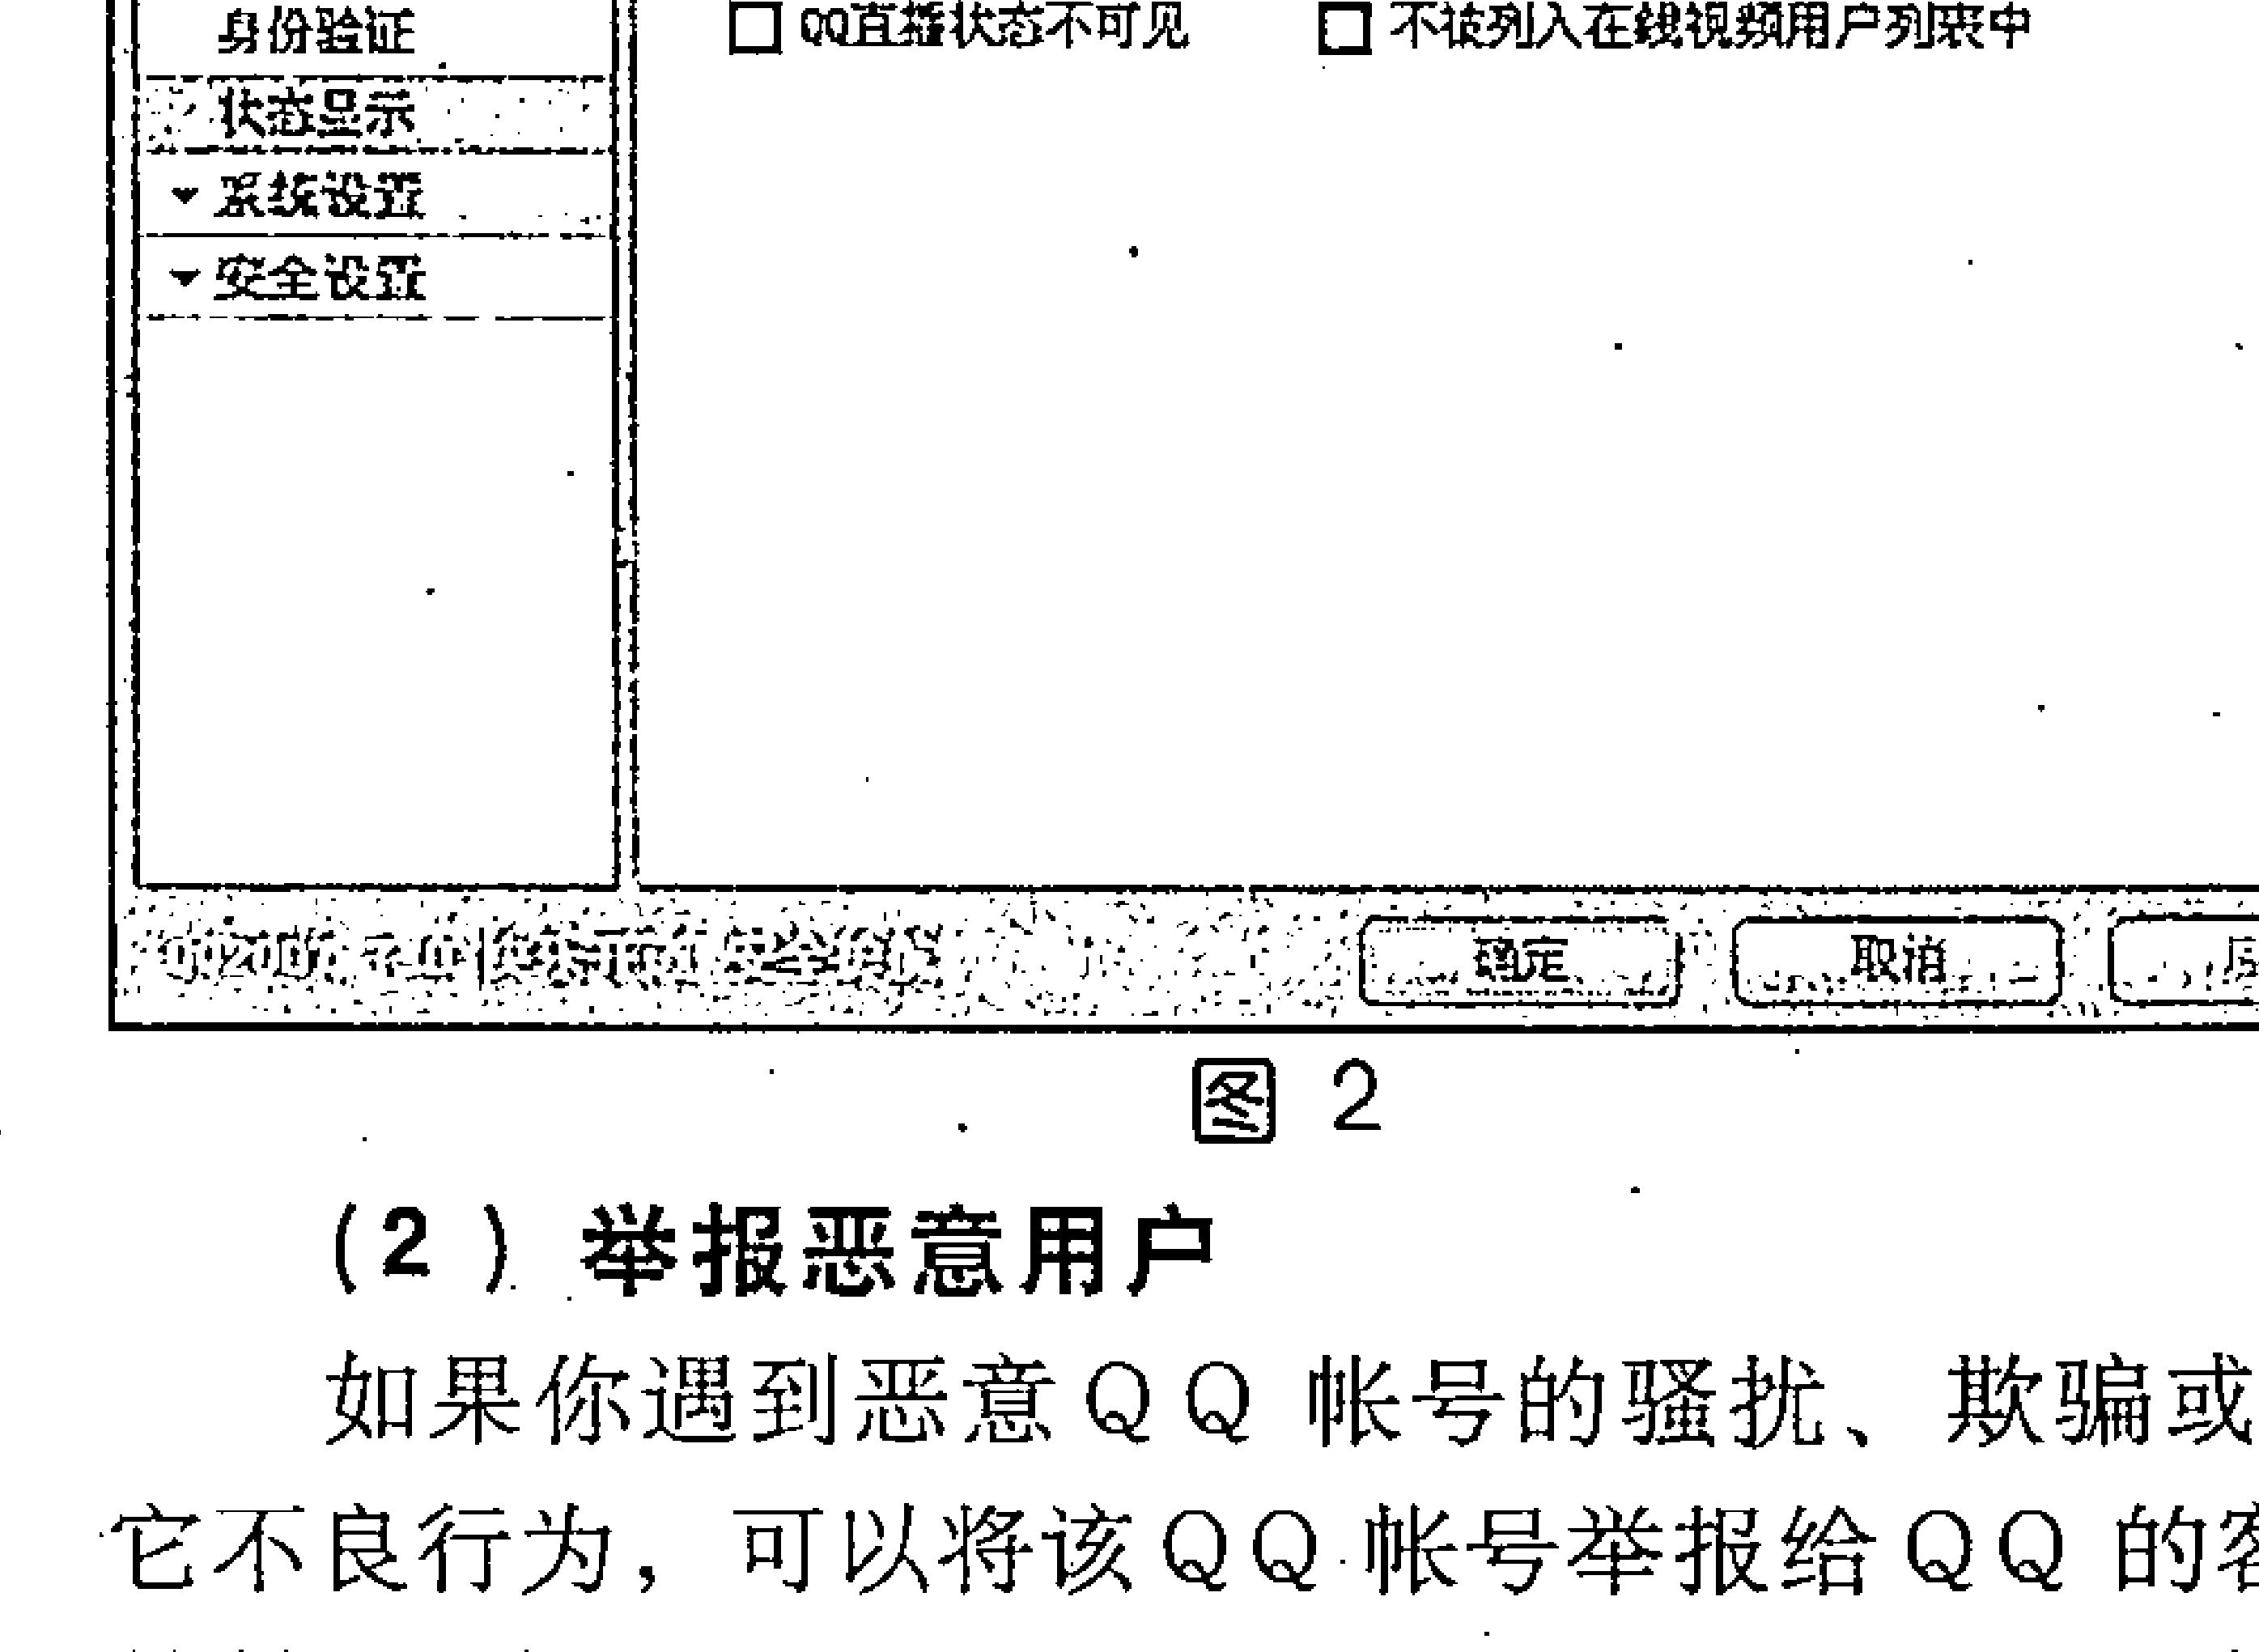 身份验证
QQ直播状态不可见
不被列入在线视频用户列表中
状态显示
系统设置
安全设置
确定
取消
图 2
(2) 举报恶意用户
如果你遇到恶意QQ 帐号的骚扰、欺骗或
它不良行为，可以将该QQ 帐号举报给QQ 的客